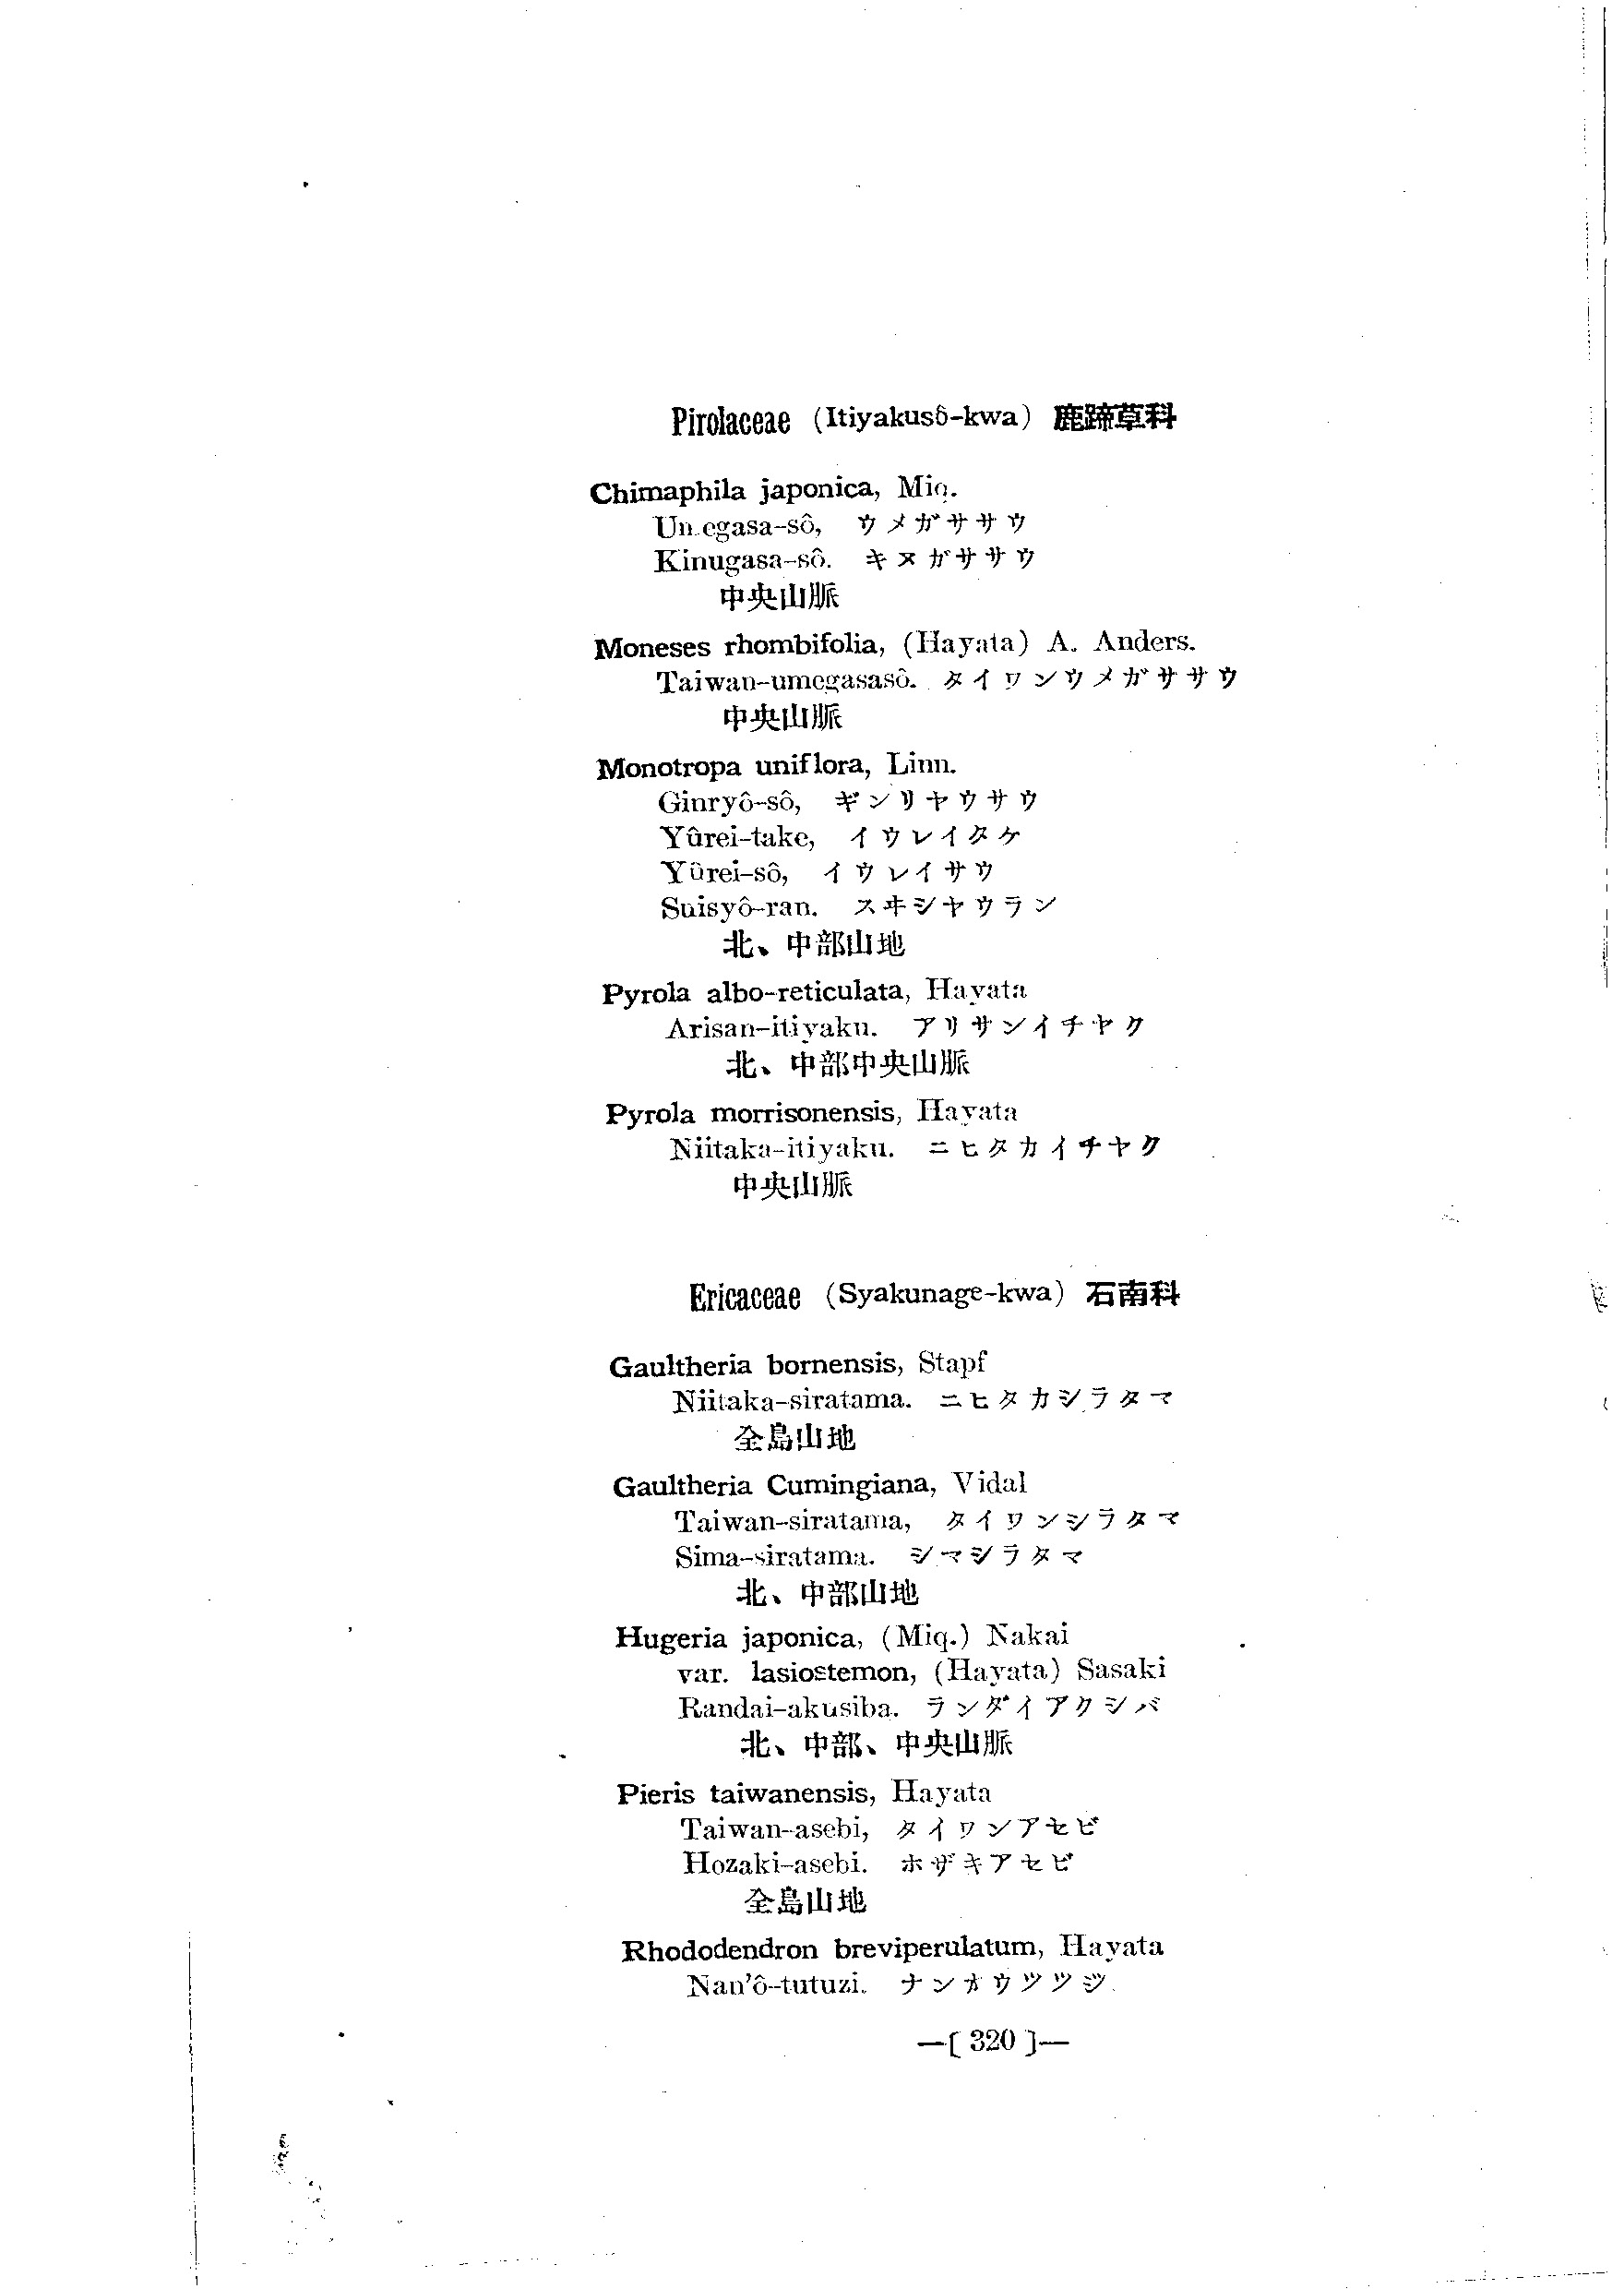 Pirolaceae (Itiyakusô-kwa) 鹿蹄草科
Chimaphila japonica, Miq.
Umegasa-sô, ウメガササウ
Kinugasa-sô. キヌガササウ
中央山脈
Moneses rhombifolia, (Hayata) A. Anders.
Taiwan-umegasasô. タイワンウメガササウ
中央山脈
Monotropa uniflora, Linn.
Ginryô-sô, ギンリヤウサウ
Yûrei-take, イウレイタケ
Yûrei-sô, イウレイサウ
Suisyô-ran. スヰシヤウラン
北、中部山地
Pyrola albo-reticulata, Hayata
Arisan-itiyaku. アリサンイチヤク
北、中部中央山脈
Pyrola morrisonensis, Hayata
Niitaka-itiyaku. ニヒタカイチヤク
中央山脈
Ericaceae (Syakunage-kwa) 石南科
Gaultheria bornensis, Stapf
Niitaka-siratama. ニヒタカシラタマ
全島山地
Gaultheria Cumingiana, Vidal
Taiwan-siratama, タイワンシラタマ
Sima-siratama. シマシラタマ
北、中部山地
Hugeria japonica, (Miq.) Nakai
var. lasiostemon, (Hayata) Sasaki
Randai-akusiba. ランダイアクシバ
北、中部、中央山脈
Pieris taiwanensis, Hayata
Taiwan-asebi, タイワンアセビ
Hozaki-asebi. ホザキアセビ
全島山地
Rhododendron breviperulatum, Hayata
Nan'ô-tutuzi. ナンオウツツジ
—[ 320 ]—